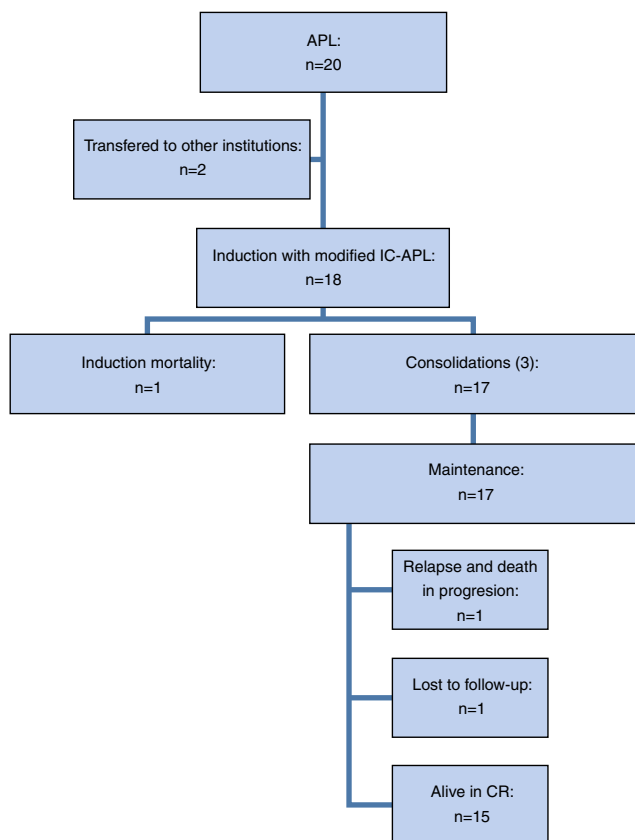 APL:
n=20
Transfered to other institutions:
n=2
Induction with modified IC-APL:
n=18
Induction mortality:
n=1
Consolidations (3):
n=17
Maintenance:
n=17
Relapse and death
in progresion:
n=1
Lost to follow-up:
n=1
Alive in CR:
n=15